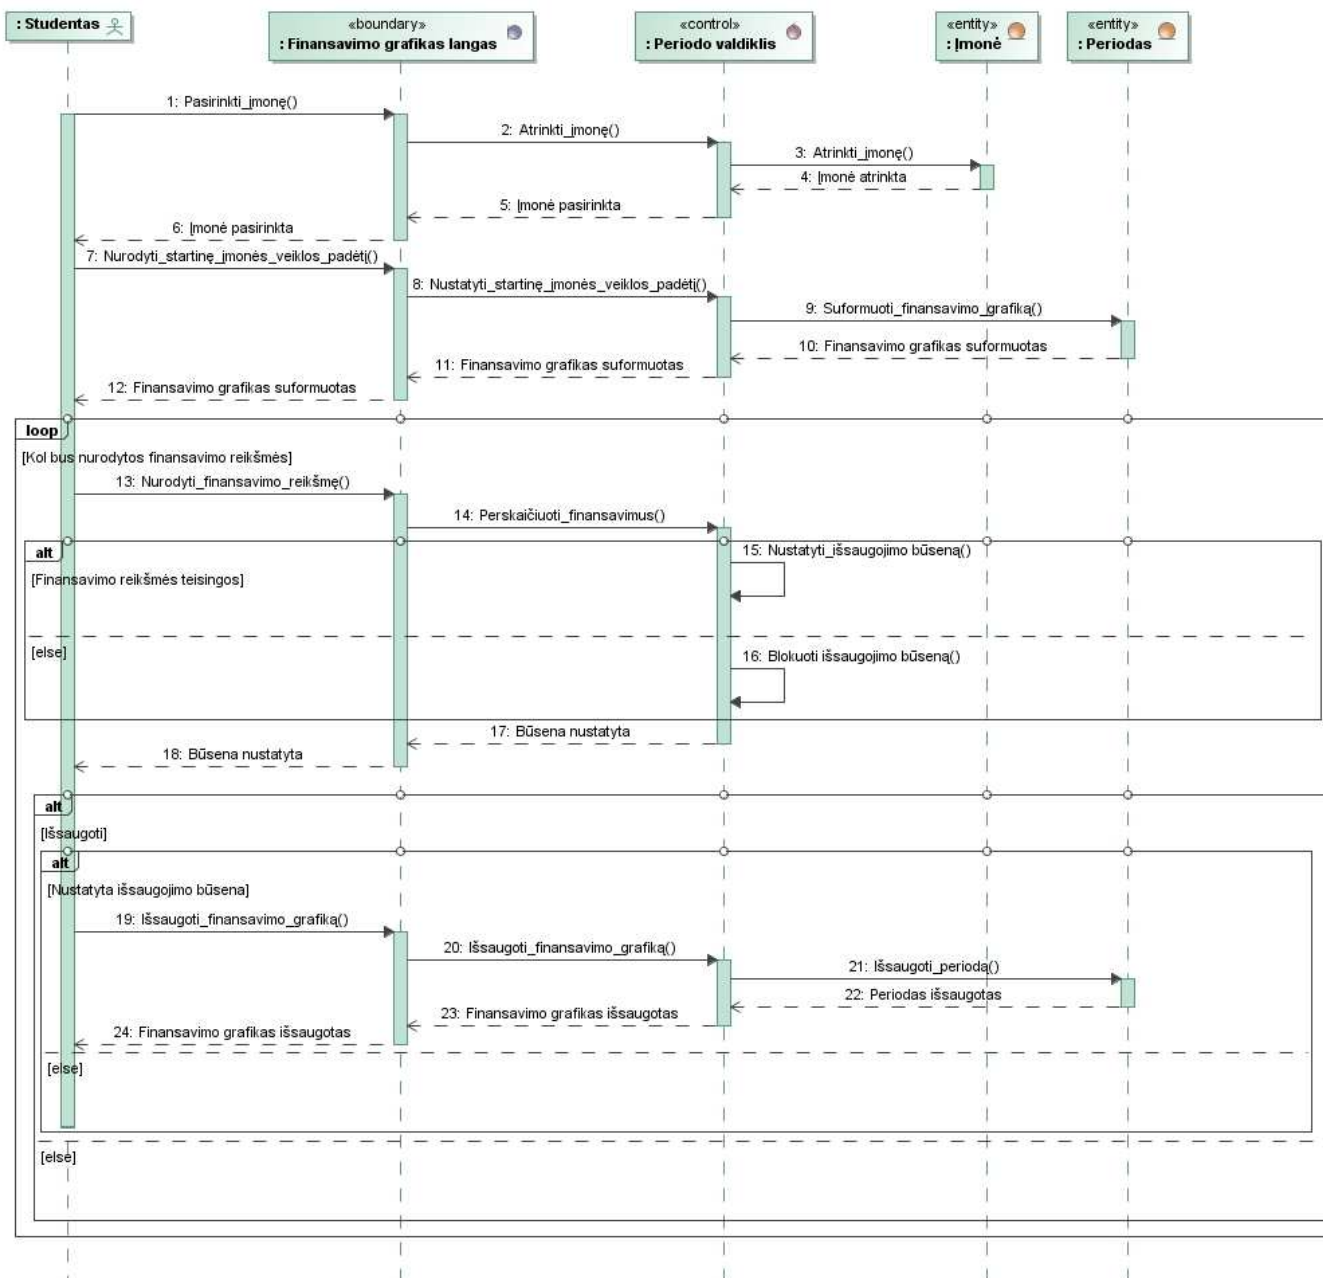 : Studentas
«boundary»
: Finansavimo grafikas langas
«control»
: Periodo valdiklis
«entity»
: Įmonė
«entity»
: Periodas
1: Pasirinkti_įmonę()
2: Atrinkti_įmonę()
3: Atrinkti_įmonę()
4: Įmonė atrinkta
5: Įmonė pasirinkta
6: Įmonė pasirinkta
7: Nurodyti_startinę_įmonės_veiklos_padėtį()
8: Nustatyti_startinę_įmonės_veiklos_padėtį()
9: Suformuoti_finansavimo_grafiką()
10: Finansavimo grafikas suformuotas
11: Finansavimo grafikas suformuotas
12: Finansavimo grafikas suformuotas
loop
[Kol bus nurodytos finansavimo reikšmės]
13: Nurodyti_finansavimo_reikšmę()
14: Perskaičiuoti_finansavimus()
alt
15: Nustatyti_išsaugojimo būseną()
[Finansavimo reikšmės teisingos]
[else]
16: Blokuoti išsaugojimo būseną()
17: Būsena nustatyta
18: Būsena nustatyta
alt
[Išsaugoti]
alt
[Nustatyta išsaugojimo būsena]
19: Išsaugoti_finansavimo_grafiką()
20: Išsaugoti_finansavimo_grafiką()
21: Išsaugoti_periodą()
22: Periodas išsaugotas
23: Finansavimo grafikas išsaugotas
24: Finansavimo grafikas išsaugotas
[else]
[else]